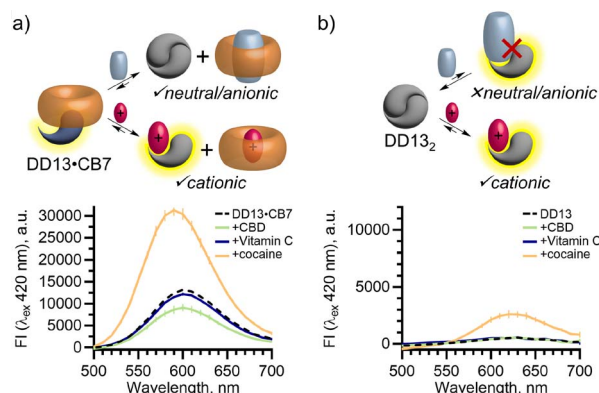 a)
+
✓neutral/anionic
+
+
+
DD13•CB7
✓cationic
FI (λex 420 nm), a.u.
30000
25000
20000
15000
10000
5000
0
DD13•CB7
+CBD
+Vitamin C
+cocaine
500
550
600
650
700
Wavelength, nm
b)
×neutral/anionic
+
+
DD13₂
✓cationic
FI (λex 420 nm), a.u.
10000
5000
0
DD13
+CBD
+Vitamin C
+cocaine
500
550
600
650
700
Wavelength, nm